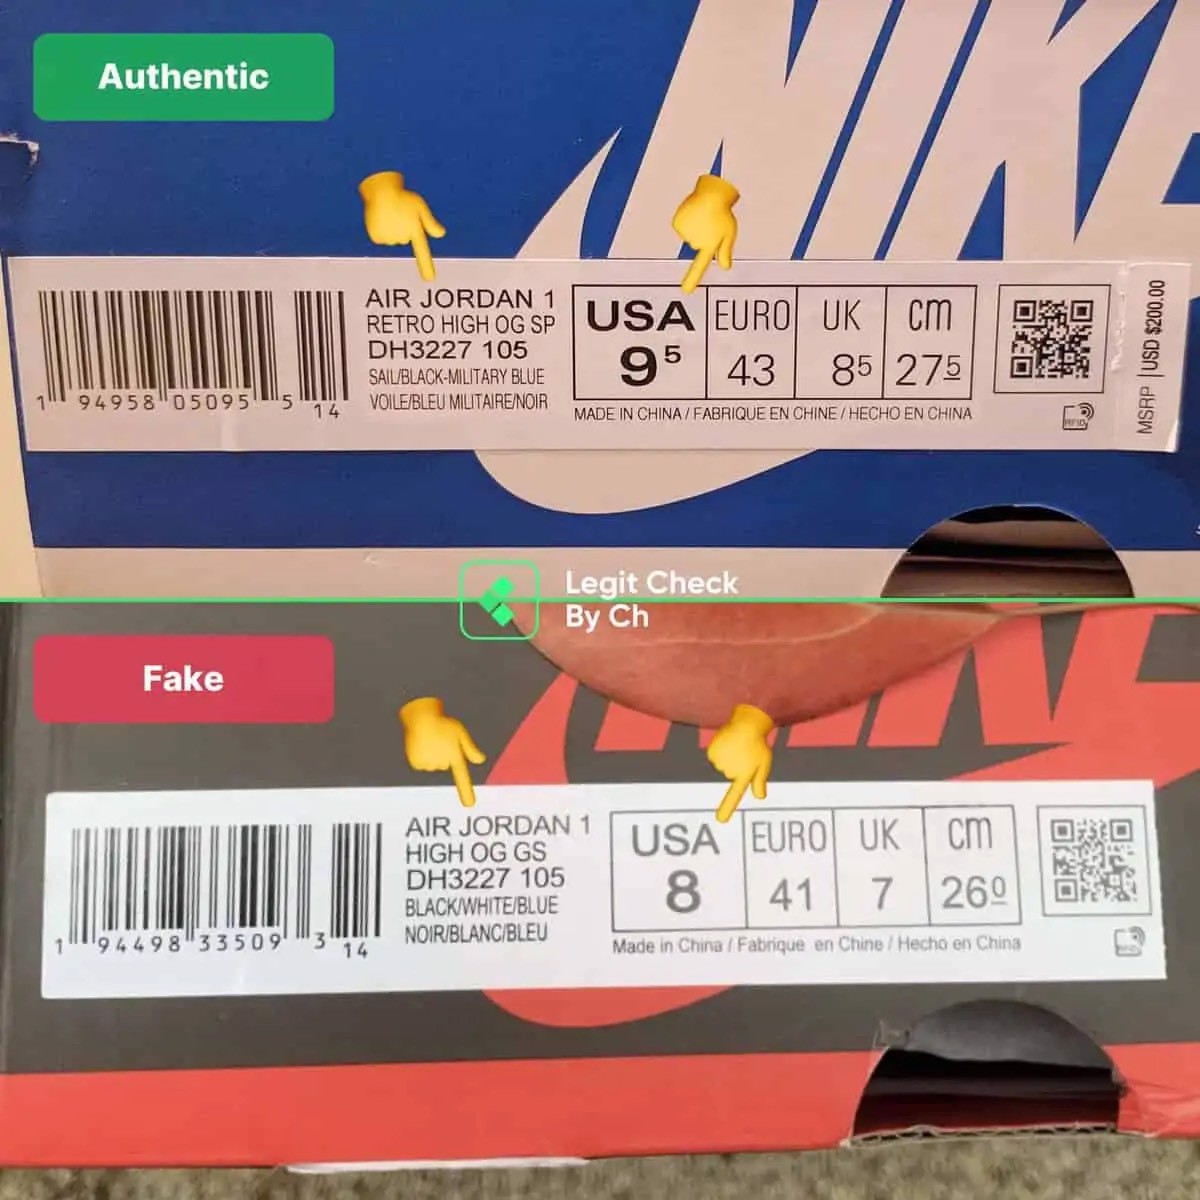 Authentic
NIKE
AIR JORDAN 1
RETRO HIGH OG SP
DH3227 105
SAIL/BLACK-MILITARY BLUE
VOILE/BLEU MILITAIRE/NOIR
1 94958 05095 5 14
USA EURO UK cm
9⁵ 43 8⁵ 27⁵
MADE IN CHINA / FABRIQUE EN CHINE / HECHO EN CHINA
RFID
MSRP USD $200.00
Legit Check
By Ch
Fake
NIKE
AIR JORDAN 1
HIGH OG GS
DH3227 105
BLACK/WHITE/BLUE
NOIR/BLANC/BLEU
1 94498 33509 3 14
USA EURO UK cm
8 41 7 26⁰
Made in China / Fabrique en Chine / Hecho en China